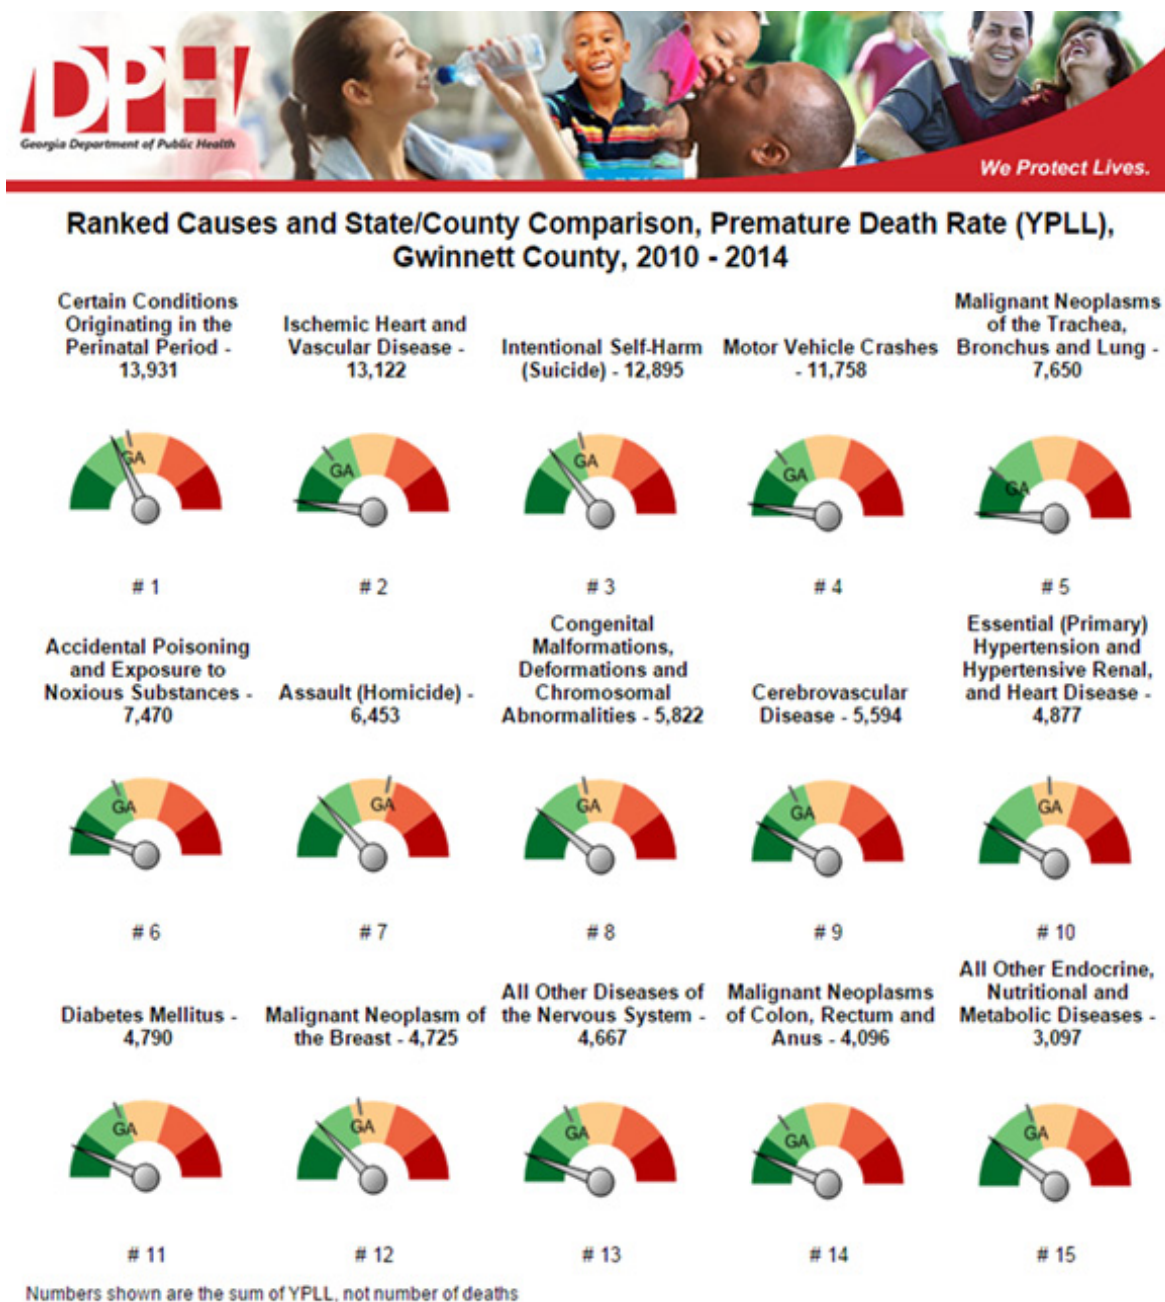 DPH
Georgia Department of Public Health
We Protect Lives.
Ranked Causes and State/County Comparison, Premature Death Rate (YPLL),
Gwinnett County, 2010 - 2014
Certain Conditions
Originating in the
Perinatal Period -
13,931
GA
# 1
Ischemic Heart and
Vascular Disease -
13,122
GA
# 2
Intentional Self-Harm
(Suicide) - 12,895
GA
# 3
Motor Vehicle Crashes
- 11,758
GA
# 4
Malignant Neoplasms
of the Trachea,
Bronchus and Lung -
7,650
GA
# 5
Accidental Poisoning
and Exposure to
Noxious Substances -
7,470
GA
# 6
Assault (Homicide) -
6,453
GA
# 7
Congenital
Malformations,
Deformations and
Chromosomal
Abnormalities - 5,822
GA
# 8
Cerebrovascular
Disease - 5,594
GA
# 9
Essential (Primary)
Hypertension and
Hypertensive Renal,
and Heart Disease -
4,877
GA
# 10
Diabetes Mellitus -
4,790
GA
# 11
Malignant Neoplasm of
the Breast - 4,725
GA
# 12
All Other Diseases of
the Nervous System -
4,667
GA
# 13
Malignant Neoplasms
of Colon, Rectum and
Anus - 4,096
GA
# 14
All Other Endocrine,
Nutritional and
Metabolic Diseases -
3,097
GA
# 15
Numbers shown are the sum of YPLL, not number of deaths